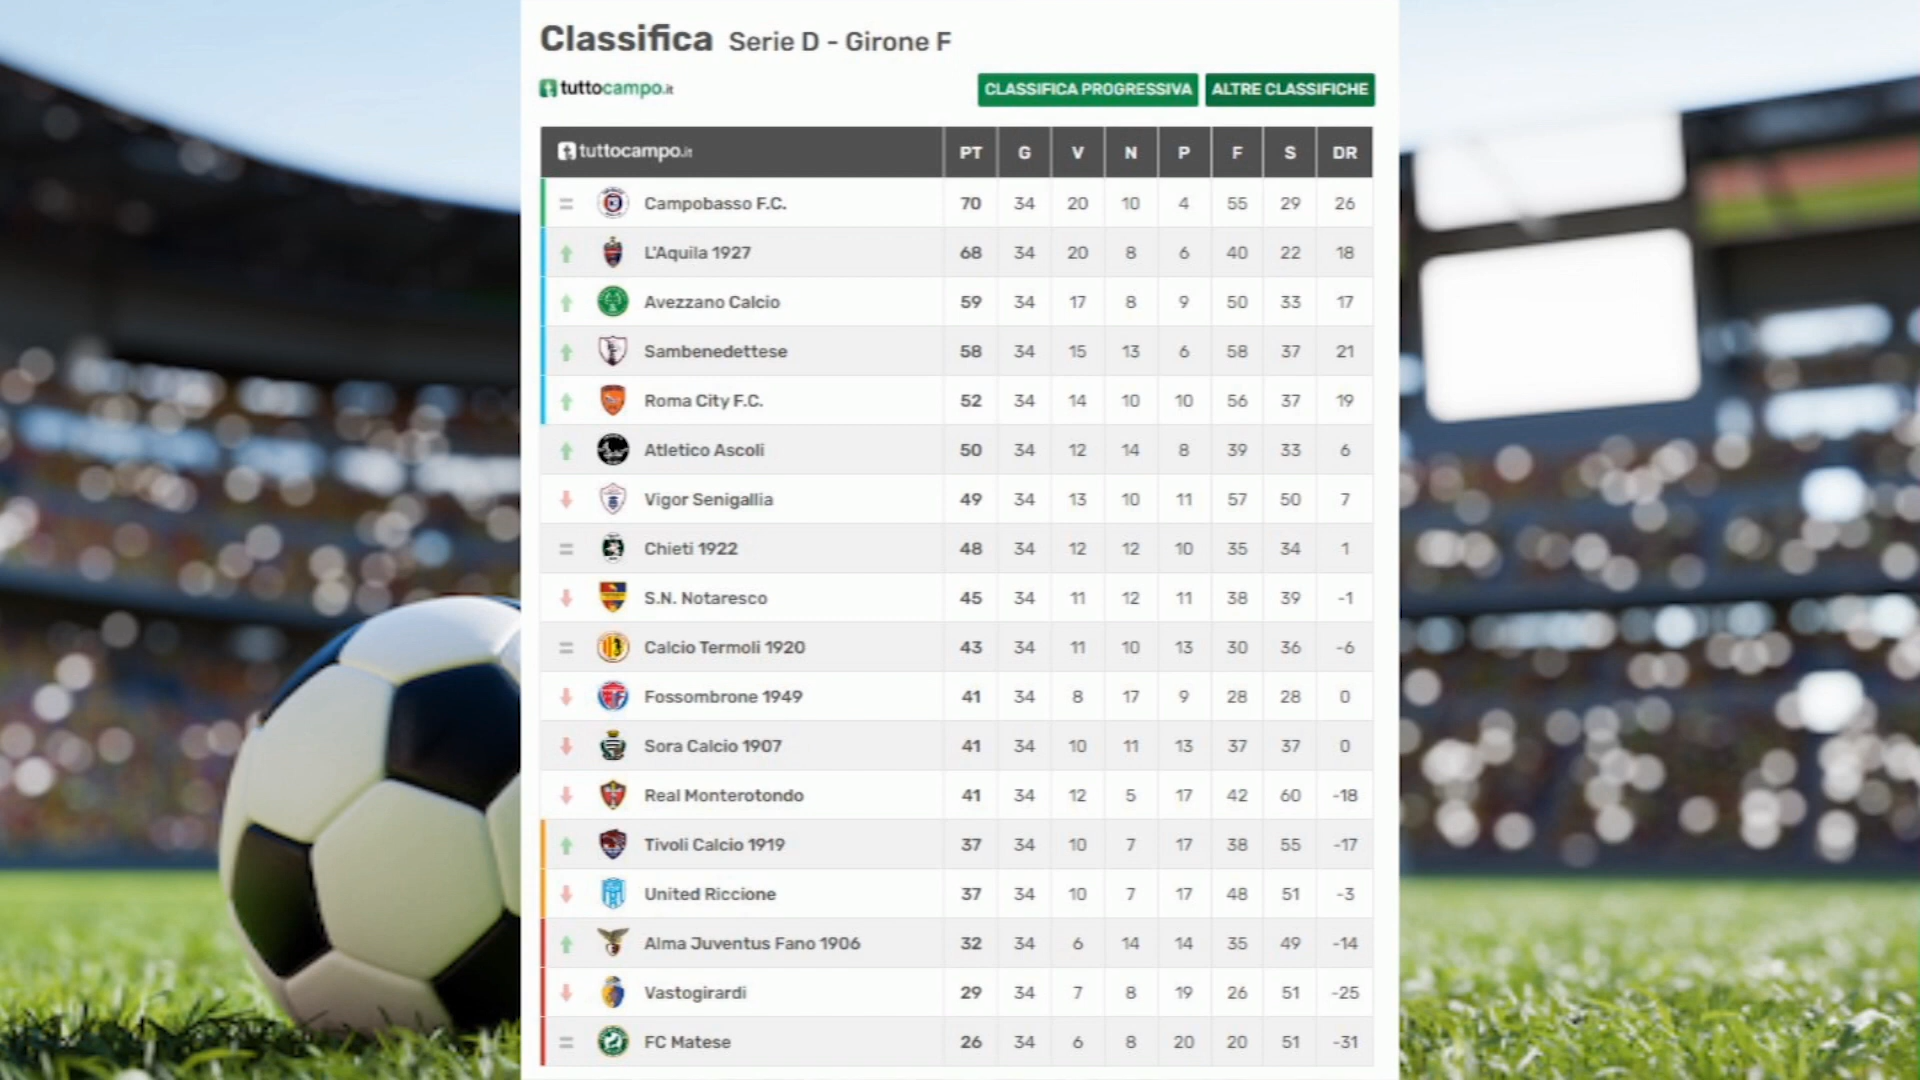 Classifica Serie D - Girone F
tuttocampo.it CLASSIFICA PROGRESSIVA ALTRE CLASSIFICHE
tuttocampo.it PT G V N P F S DR
= Campobasso F.C. 70 34 20 10 4 55 29 26
L'Aquila 1927 68 34 20 8 6 40 22 18
Avezzano Calcio 59 34 17 8 9 50 33 17
Sambenedettese 58 34 15 13 6 58 37 21
Roma City F.C. 52 34 14 10 10 56 37 19
Atletico Ascoli 50 34 12 14 8 39 33 6
Vigor Senigallia 49 34 13 10 11 57 50 7
= Chieti 1922 48 34 12 12 10 35 34 1
S.N. Notaresco 45 34 11 12 11 38 39 -1
= Calcio Termoli 1920 43 34 11 10 13 30 36 -6
Fossombrone 1949 41 34 8 17 9 28 28 0
Sora Calcio 1907 41 34 10 11 13 37 37 0
Real Monterotondo 41 34 12 5 17 42 60 -18
Tivoli Calcio 1919 37 34 10 7 17 38 55 -17
United Riccione 37 34 10 7 17 48 51 -3
Alma Juventus Fano 1906 32 34 6 14 14 35 49 -14
Vastogirardi 29 34 7 8 19 26 51 -25
= FC Matese 26 34 6 8 20 20 51 -31